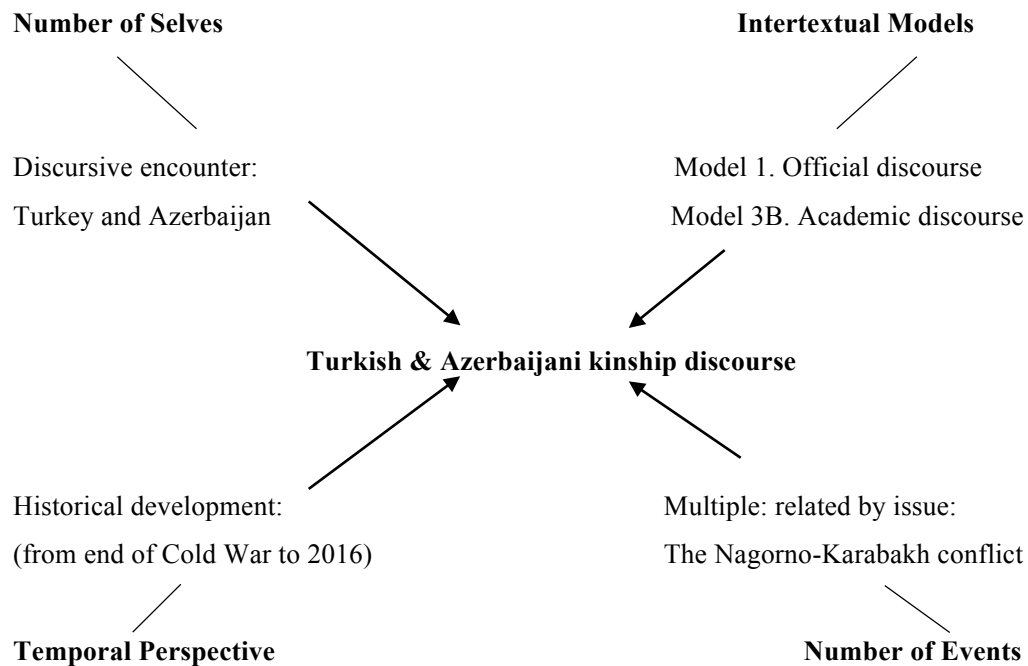 Number of Selves
Intertextual Models
Discursive encounter:
Turkey and Azerbaijan
Model 1. Official discourse
Model 3B. Academic discourse
Turkish & Azerbaijani kinship discourse
Historical development:
(from end of Cold War to 2016)
Multiple: related by issue:
The Nagorno-Karabakh conflict
Temporal Perspective
Number of Events